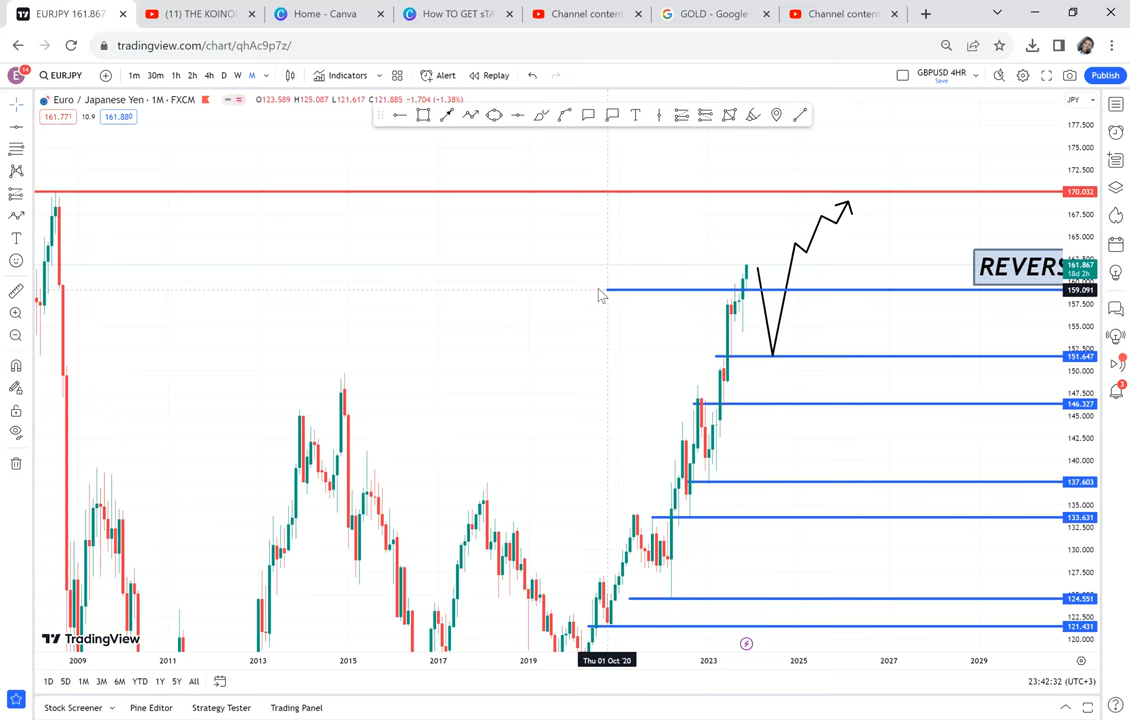 EURJPY 161.867
(11) THE KOINO
Home - Canva
How TO GET sTA
Channel content
GOLD - Google
Channel content
tradingview.com/chart/qhAc9p7z/
E
14
EURJPY
1m 30m 1h 2h 4h D W M
Indicators
Alert
Replay
GBPUSD 4HR
Save
Publish
Euro / Japanese Yen · 1M · FXCM
O123.589 H125.087 L121.617 C121.885 −1.704 (−1.38%)
JPY
161.771
10.9
161.880
177.500
175.000
172.500
170.032
167.500
165.000
REVERS
161.867
18d 2h
159.091
157.500
155.000
151.647
150.000
147.500
146.327
145.000
142.500
140.000
137.603
135.000
133.631
132.500
130.000
127.500
124.551
121.431
120.000
TradingView
2009 2011 2013 2015 2017 2019 Thu 01 Oct '20 2023 2025 2027 2029
1D 5D 1M 3M 6M YTD 1Y 5Y All
23:42:32 (UTC+3)
Stock Screener
Pine Editor
Strategy Tester
Trading Panel
3